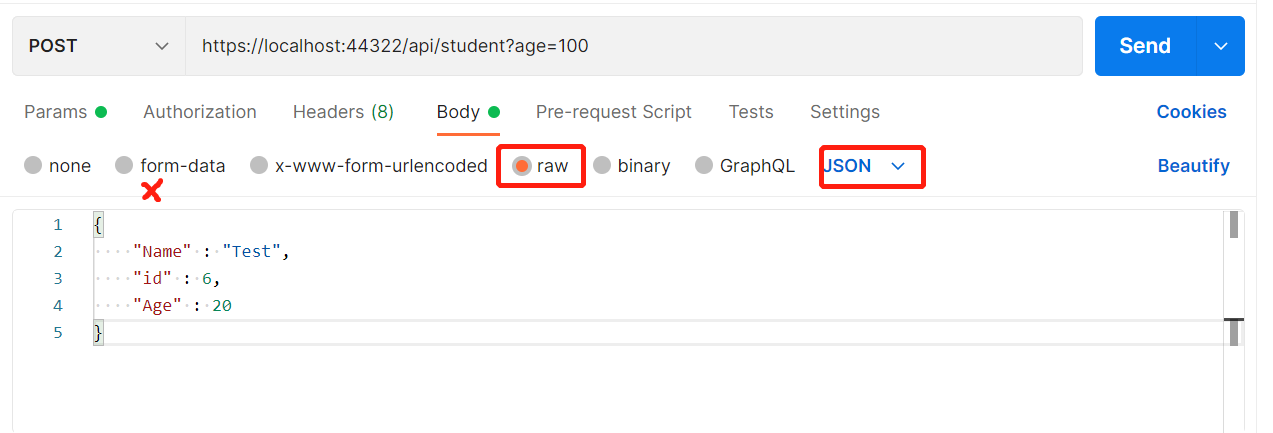 POST https://localhost:44322/api/student?age=100 Send
Params Authorization Headers (8) Body Pre-request Script Tests Settings Cookies
none form-data x-www-form-urlencoded raw binary GraphQL JSON Beautify
1 {
2 "Name" : "Test",
3 "id" : 6,
4 "Age" : 20
5 }